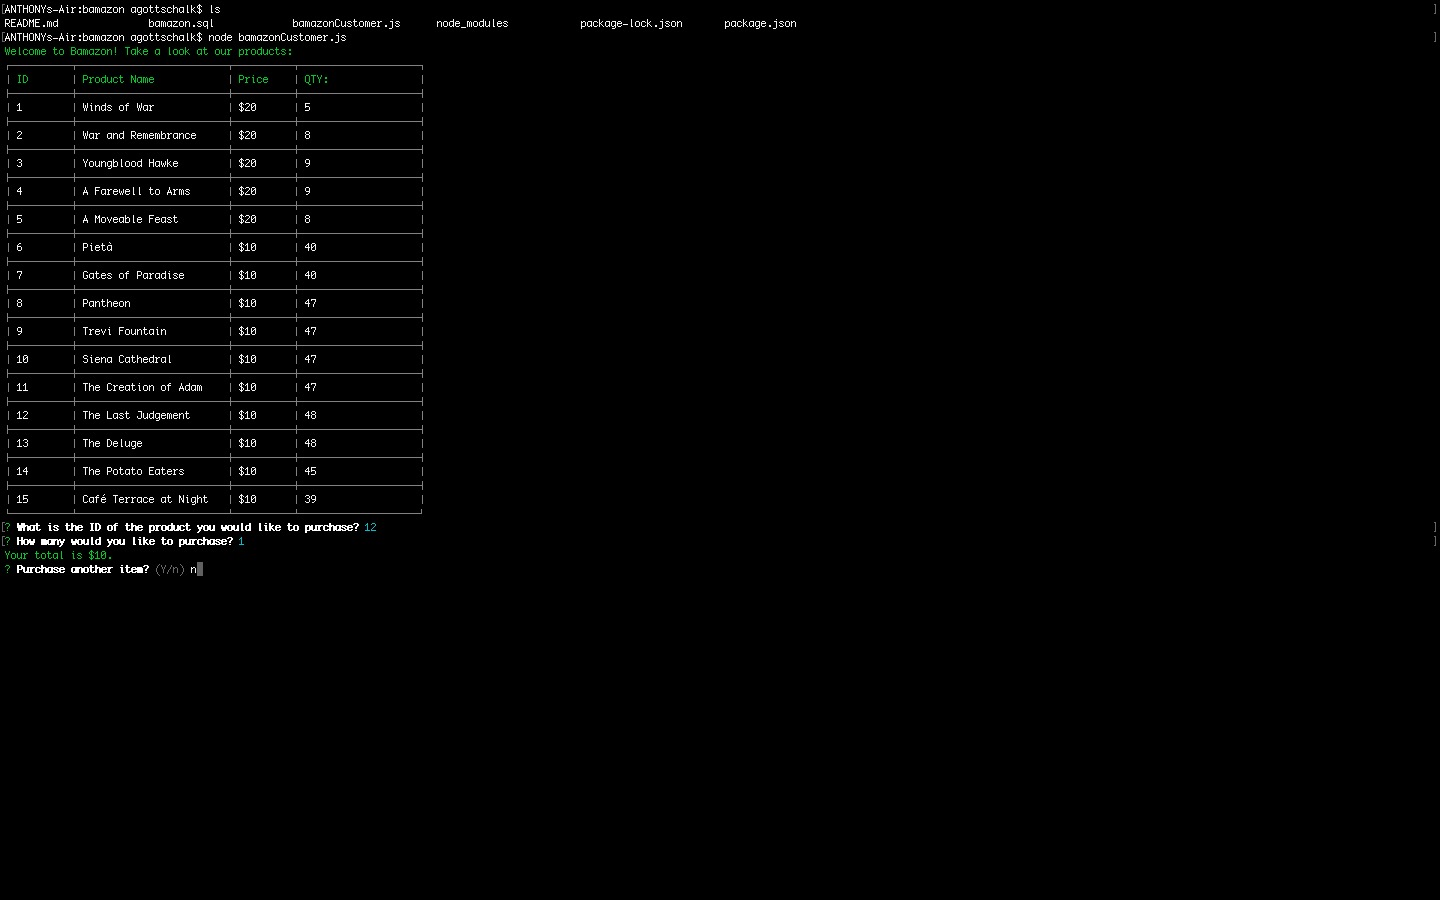 [ANTHONYs-Air:bamazon agottschalk$ ls ]
README.md bamazon.sql bamazonCustomer.js node_modules package-lock.json package.json
[ANTHONYs-Air:bamazon agottschalk$ node bamazonCustomer.js ]
Welcome to Bamazon! Take a look at our products:
| ID | Product Name | Price | QTY: |
| 1 | Winds of War | $20 | 5 |
| 2 | War and Remembrance | $20 | 8 |
| 3 | Youngblood Hawke | $20 | 9 |
| 4 | A Farewell to Arms | $20 | 9 |
| 5 | A Moveable Feast | $20 | 8 |
| 6 | Pietà | $10 | 40 |
| 7 | Gates of Paradise | $10 | 40 |
| 8 | Pantheon | $10 | 47 |
| 9 | Trevi Fountain | $10 | 47 |
| 10 | Siena Cathedral | $10 | 47 |
| 11 | The Creation of Adam | $10 | 47 |
| 12 | The Last Judgement | $10 | 48 |
| 13 | The Deluge | $10 | 48 |
| 14 | The Potato Eaters | $10 | 45 |
| 15 | Café Terrace at Night | $10 | 39 |
[? What is the ID of the product you would like to purchase? 12 ]
[? How many would you like to purchase? 1 ]
Your total is $10.
? Purchase another item? (Y/n) n